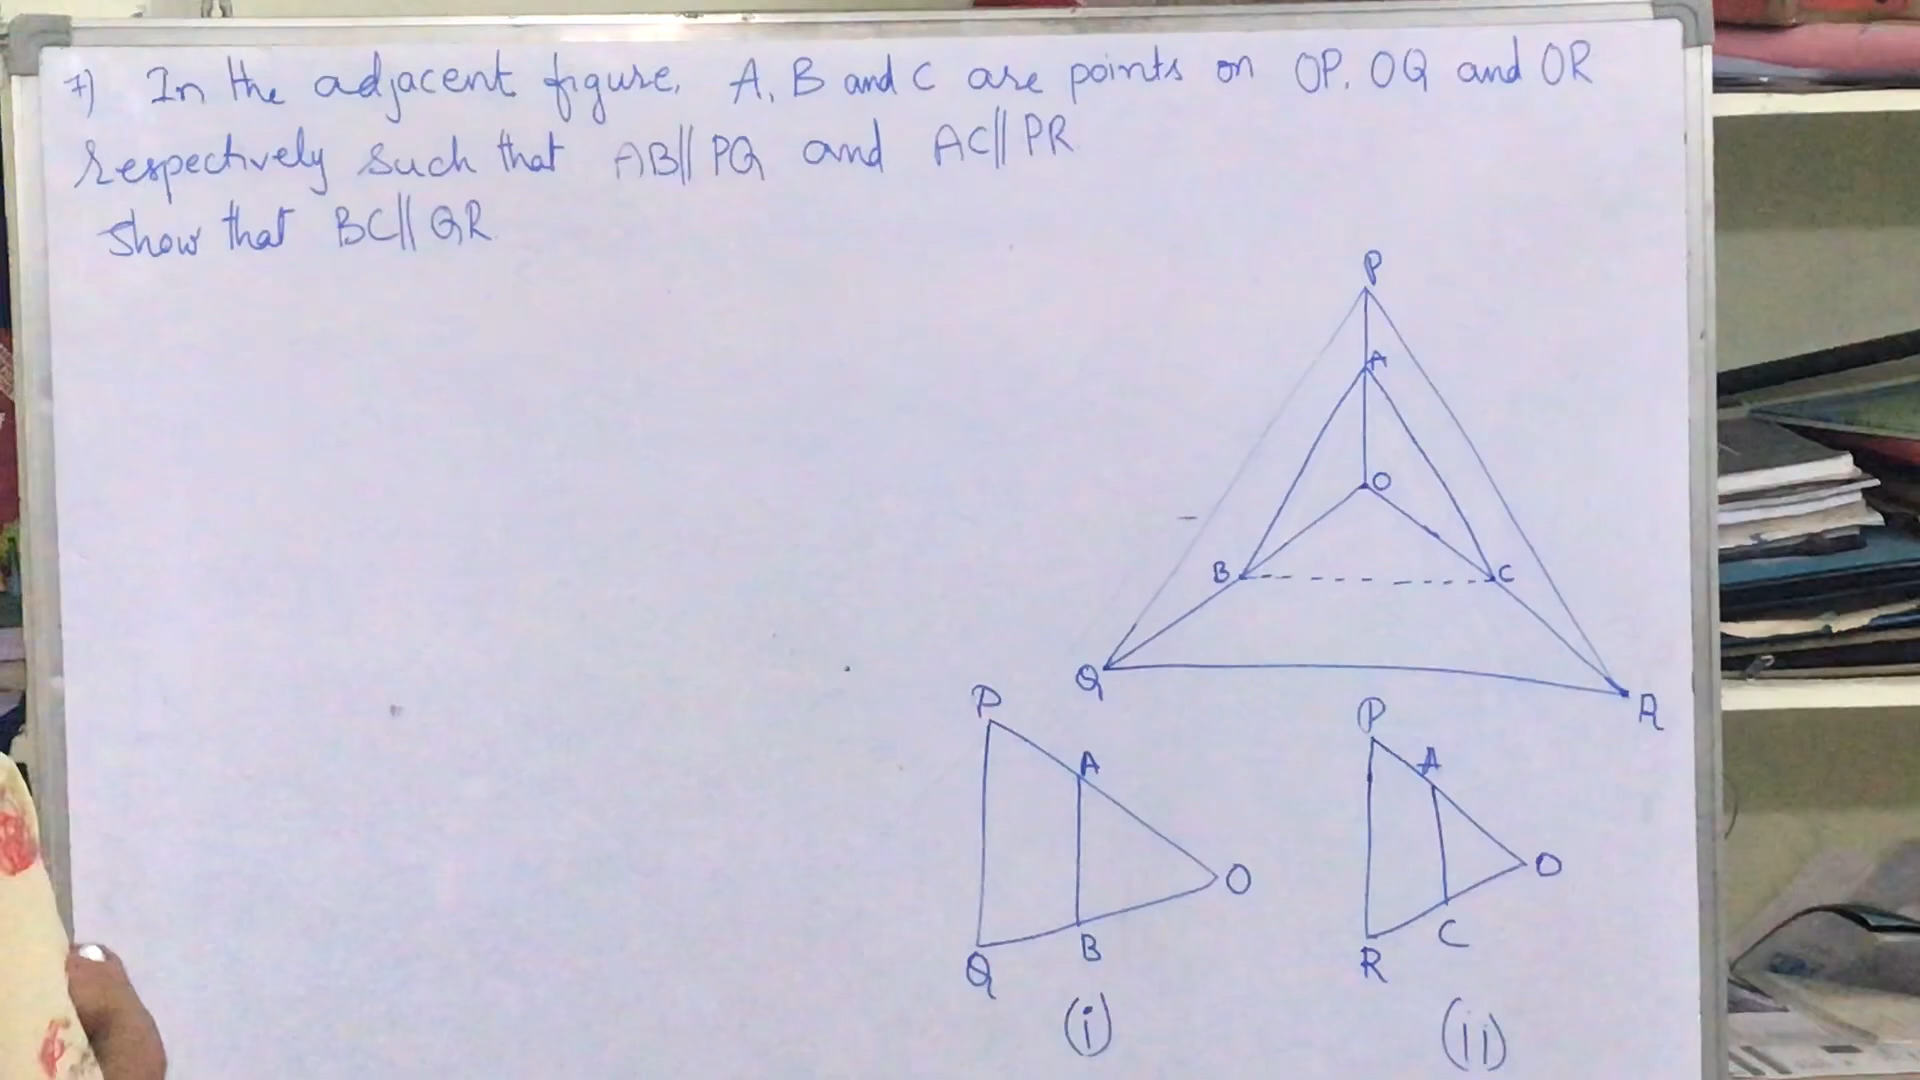 7) In the adjacent figure, A, B and C are points on OP, OQ and OR
respectively such that AB || PQ and AC || PR
Show that BC || QR
P
A
O
B
C
Q
R
P
A
O
B
Q
(i)
P
A
O
C
R
(ii)